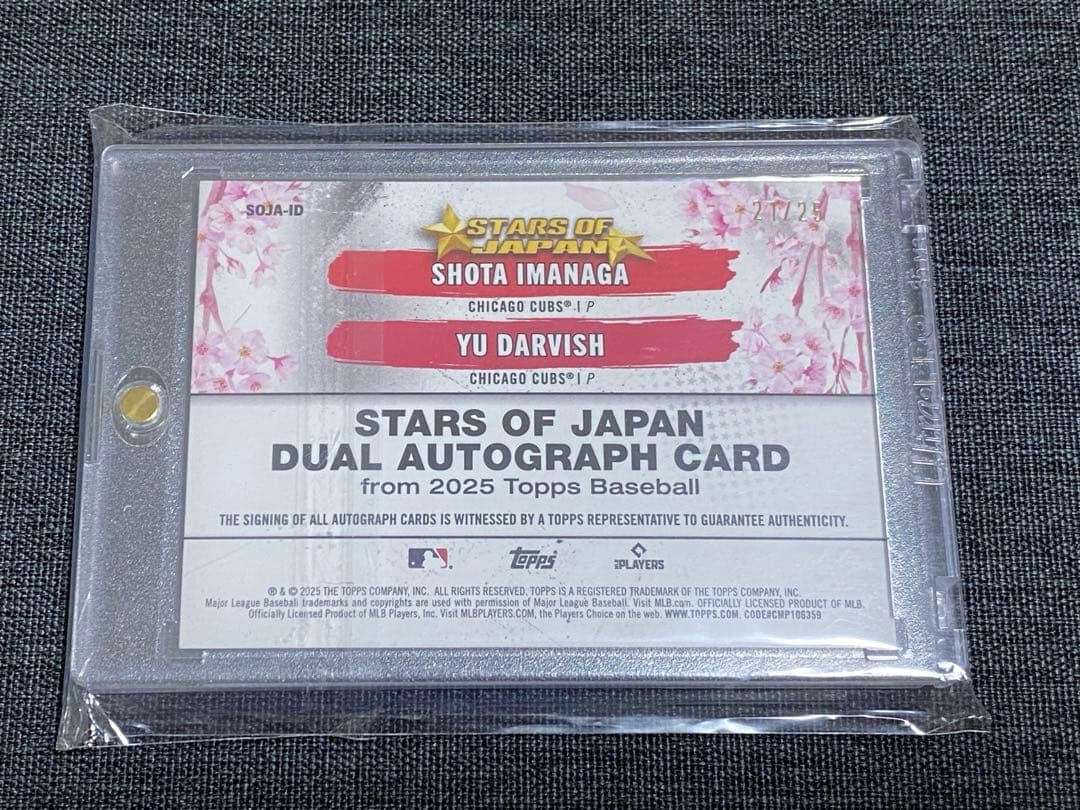 SOJA-ID
21/25
STARS OF
JAPAN
SHOTA IMANAGA
CHICAGO CUBS® | P
YU DARVISH
CHICAGO CUBS® | P
STARS OF JAPAN
DUAL AUTOGRAPH CARD
from 2025 Topps Baseball
THE SIGNING OF ALL AUTOGRAPH CARDS IS WITNESSED BY A TOPPS REPRESENTATIVE TO GUARANTEE AUTHENTICITY.
topps
PLAYERS
® & © 2025 THE TOPPS COMPANY, INC. ALL RIGHTS RESERVED. TOPPS IS A REGISTERED TRADEMARK OF THE TOPPS COMPANY, INC.
Major League Baseball trademarks and copyrights are used with permission of Major League Baseball. Visit MLB.com. OFFICIALLY LICENSED PRODUCT OF MLB.
Officially Licensed Product of MLB Players, Inc. Visit MLBPLAYERS.COM, the Players Choice on the web. WWW.TOPPS.COM. CODE#CMP106359